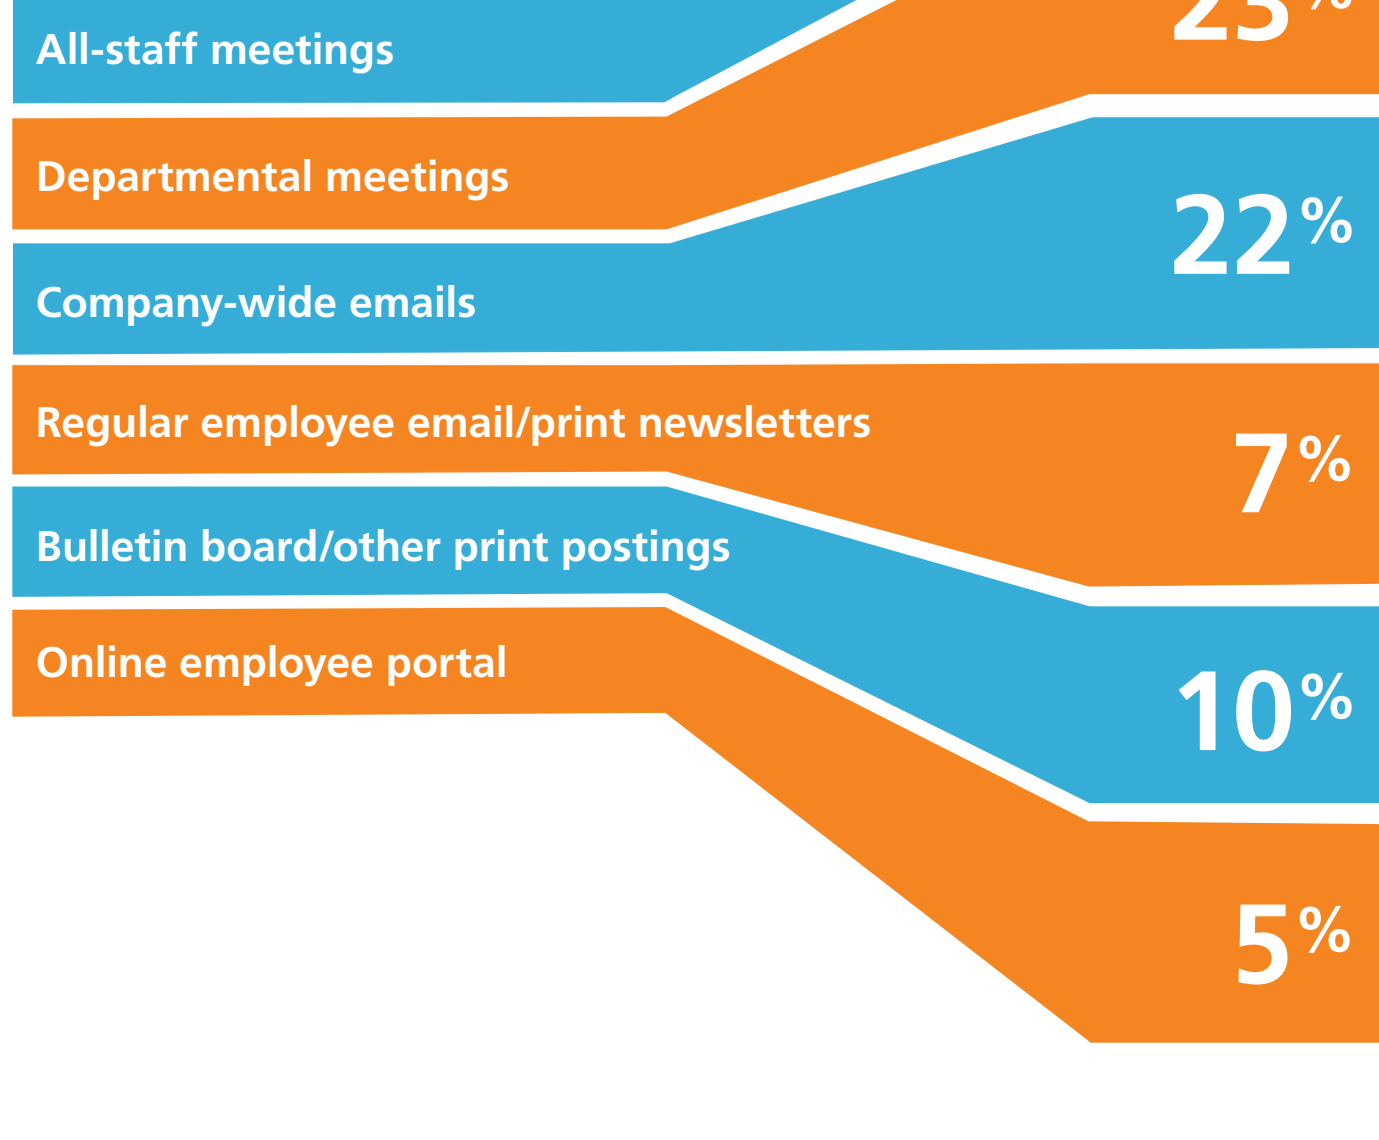 All-staff meetings
23%
Departmental meetings
22%
Company-wide emails
Regular employee email/print newsletters
7%
Bulletin board/other print postings
10%
Online employee portal
5%